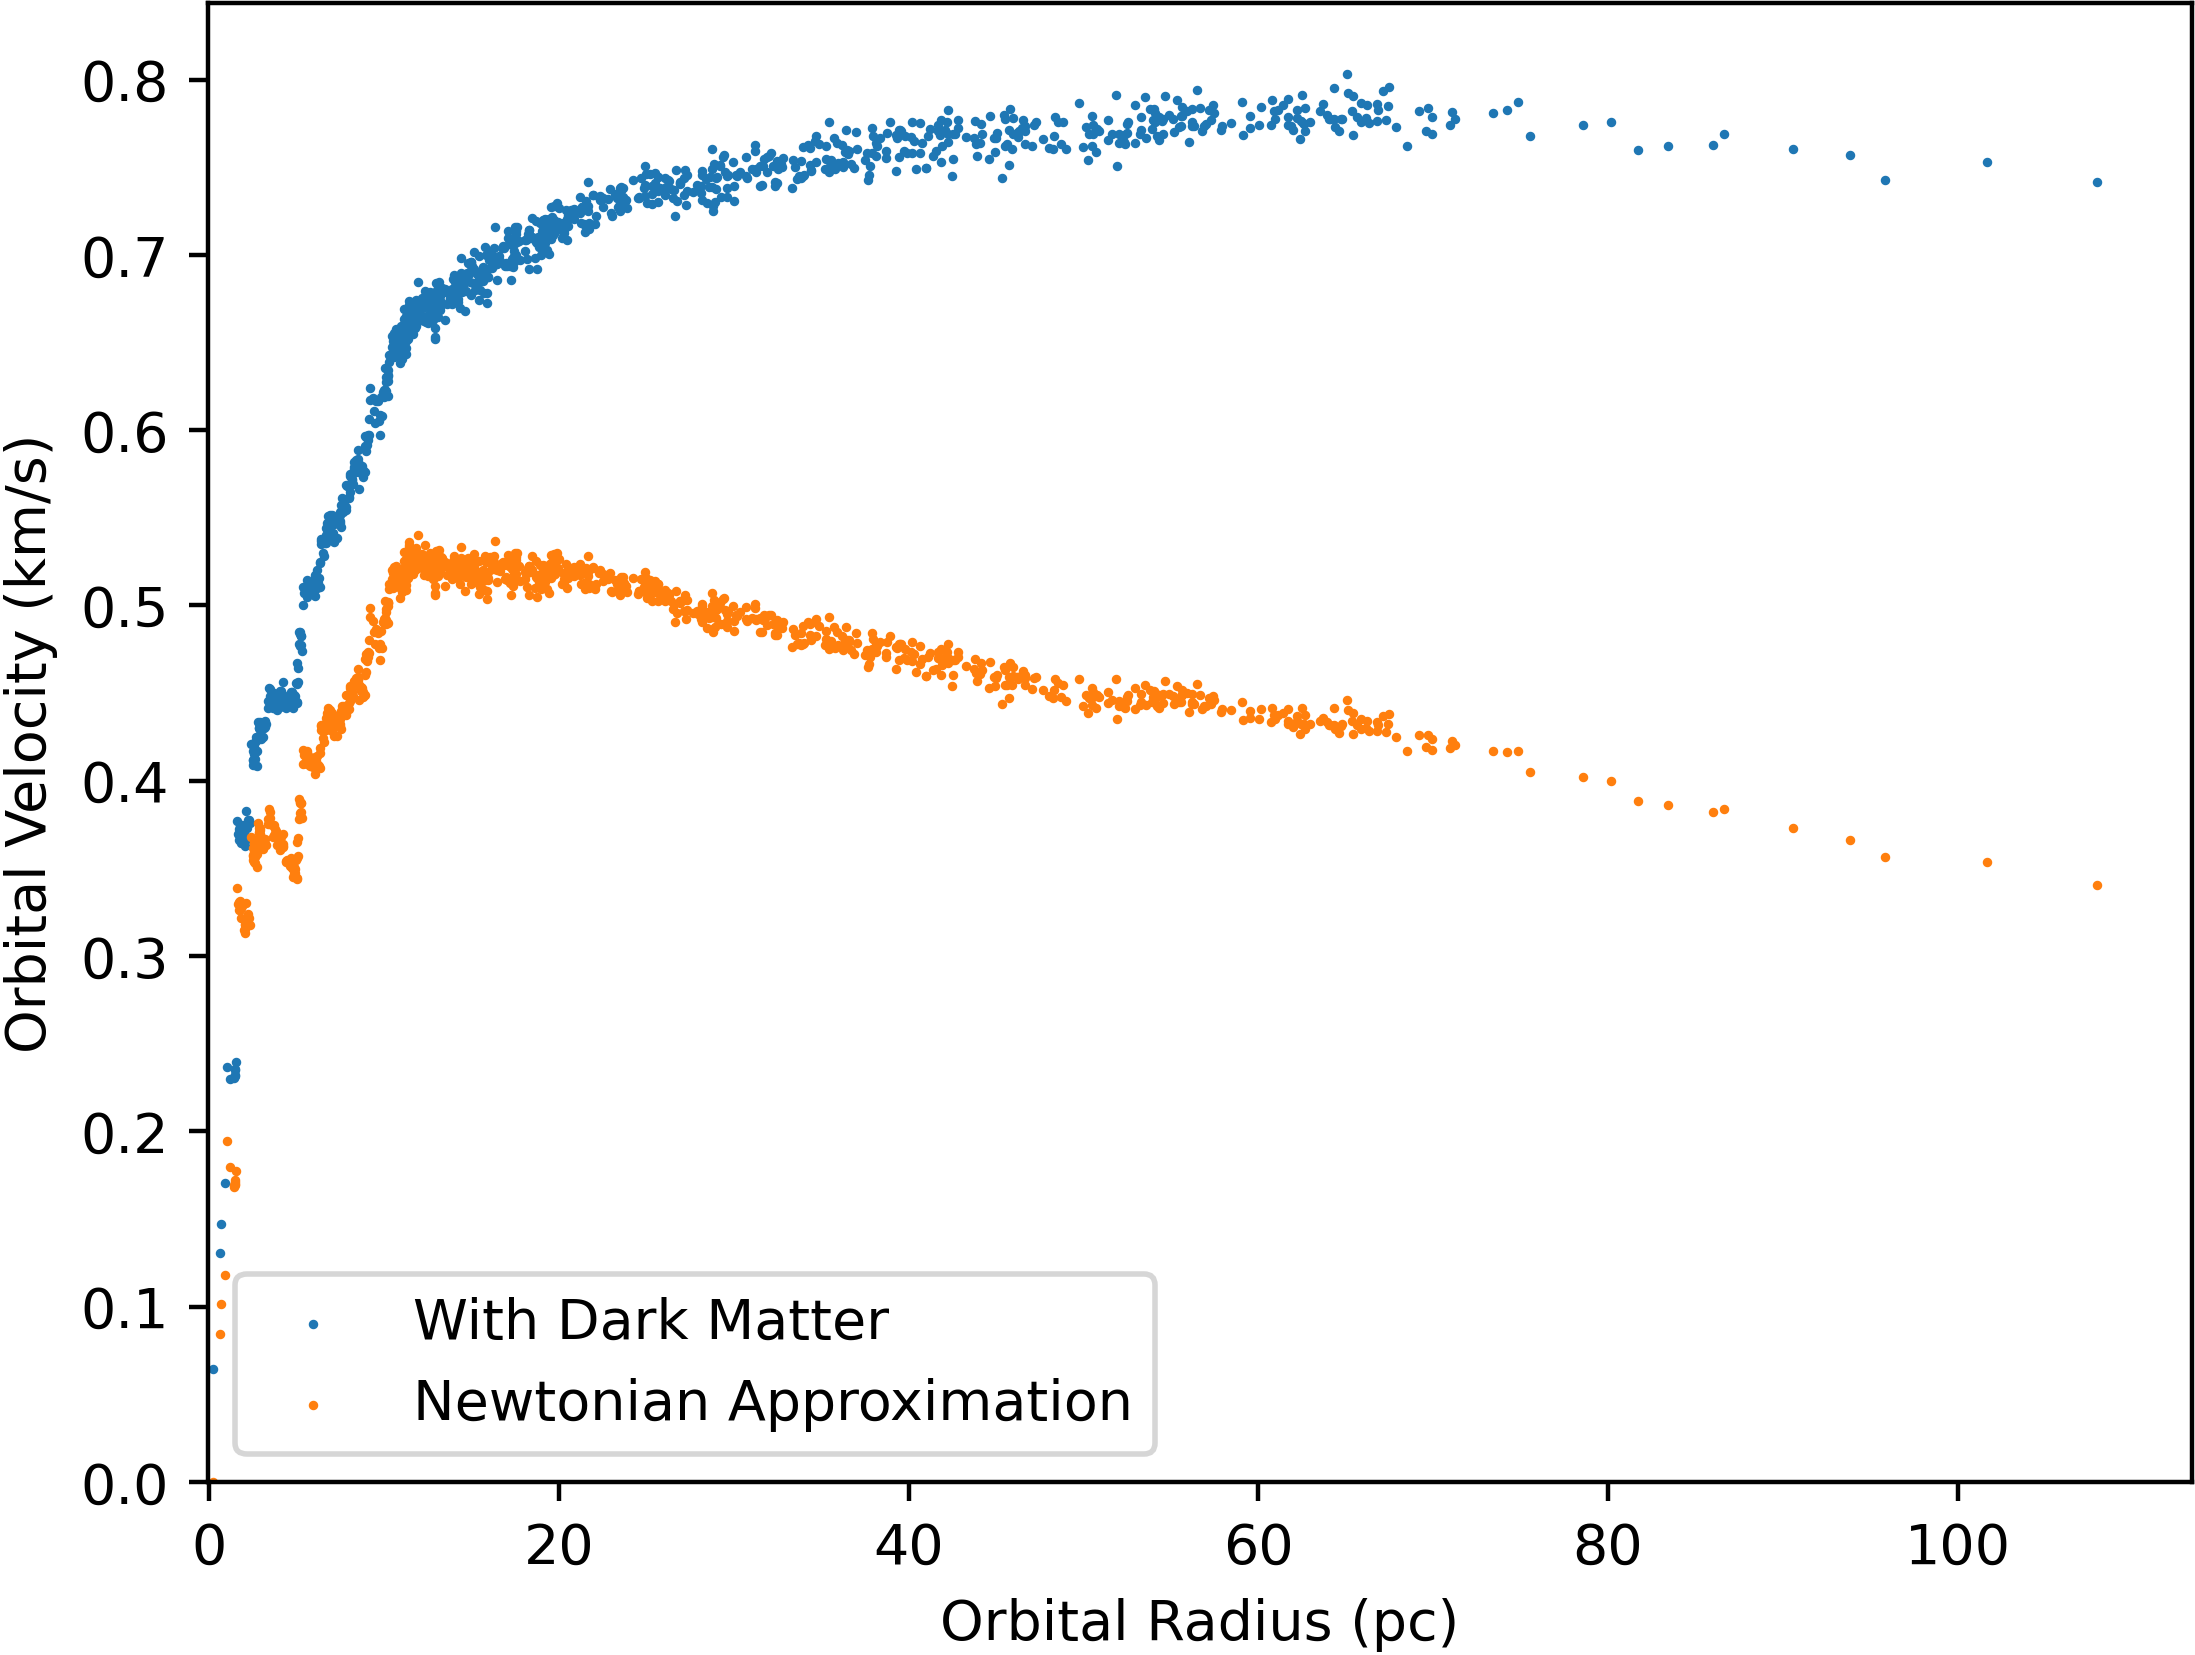 0.8
0.7
0.6
0.5
0.4
0.3
0.2
0.1
0.0
Orbital Velocity (km/s)
With Dark Matter
Newtonian Approximation
0 20 40 60 80 100
Orbital Radius (pc)